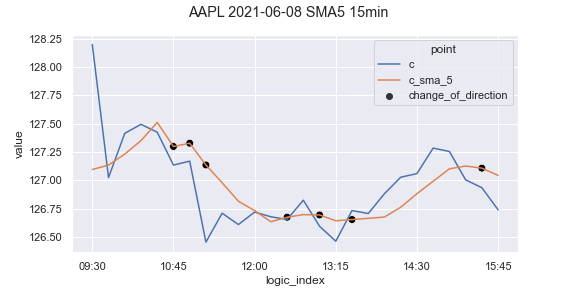 AAPL 2021-06-08 SMA5 15min
128.25
128.00
127.75
127.50
127.25
127.00
126.75
126.50
value
point
c
c_sma_5
change_of_direction
09:30 10:45 12:00 13:15 14:30 15:45
logic_index